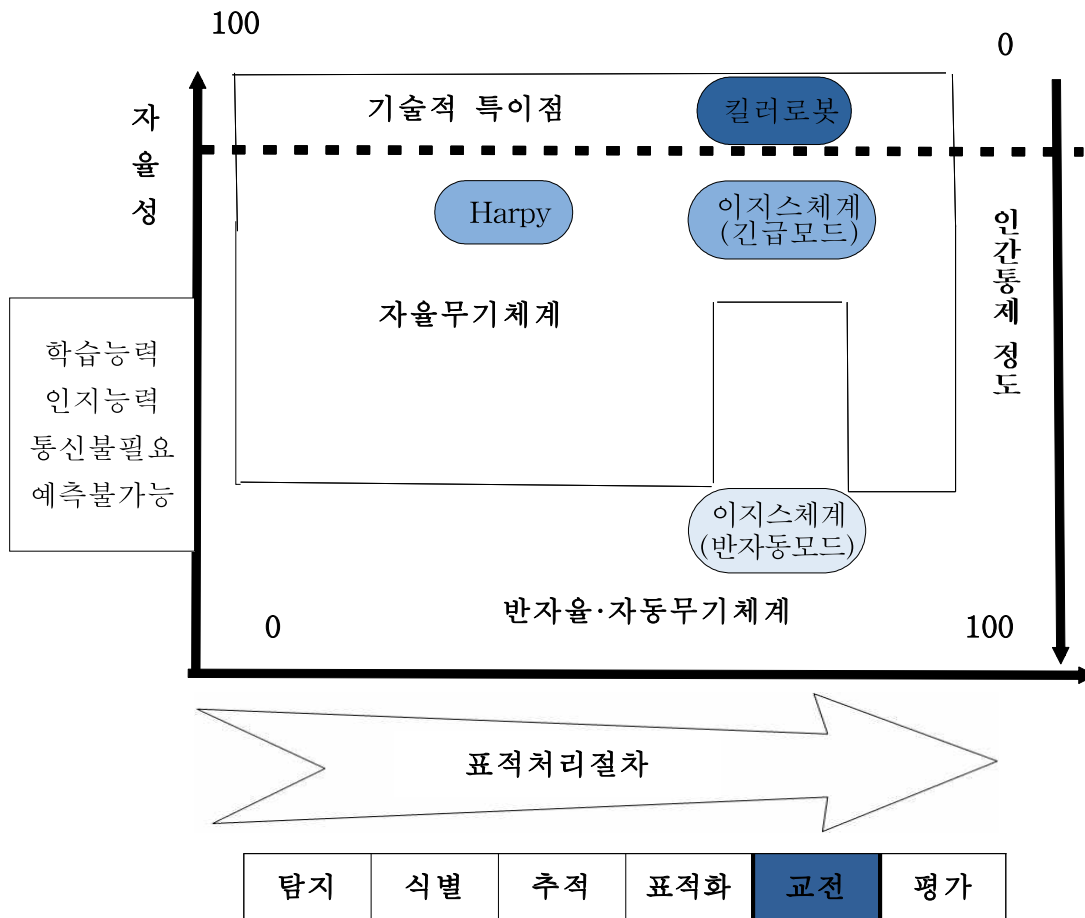 100
0
자율성
기술적 특이점
킬러로봇
Harpy
이지스체계
(긴급모드)
인간통제 정도
자율무기체계
학습능력
인지능력
통신불필요
예측불가능
이지스체계
(반자동모드)
반자율·자동무기체계
0
100
표적처리절차
탐지 식별 추적 표적화 교전 평가